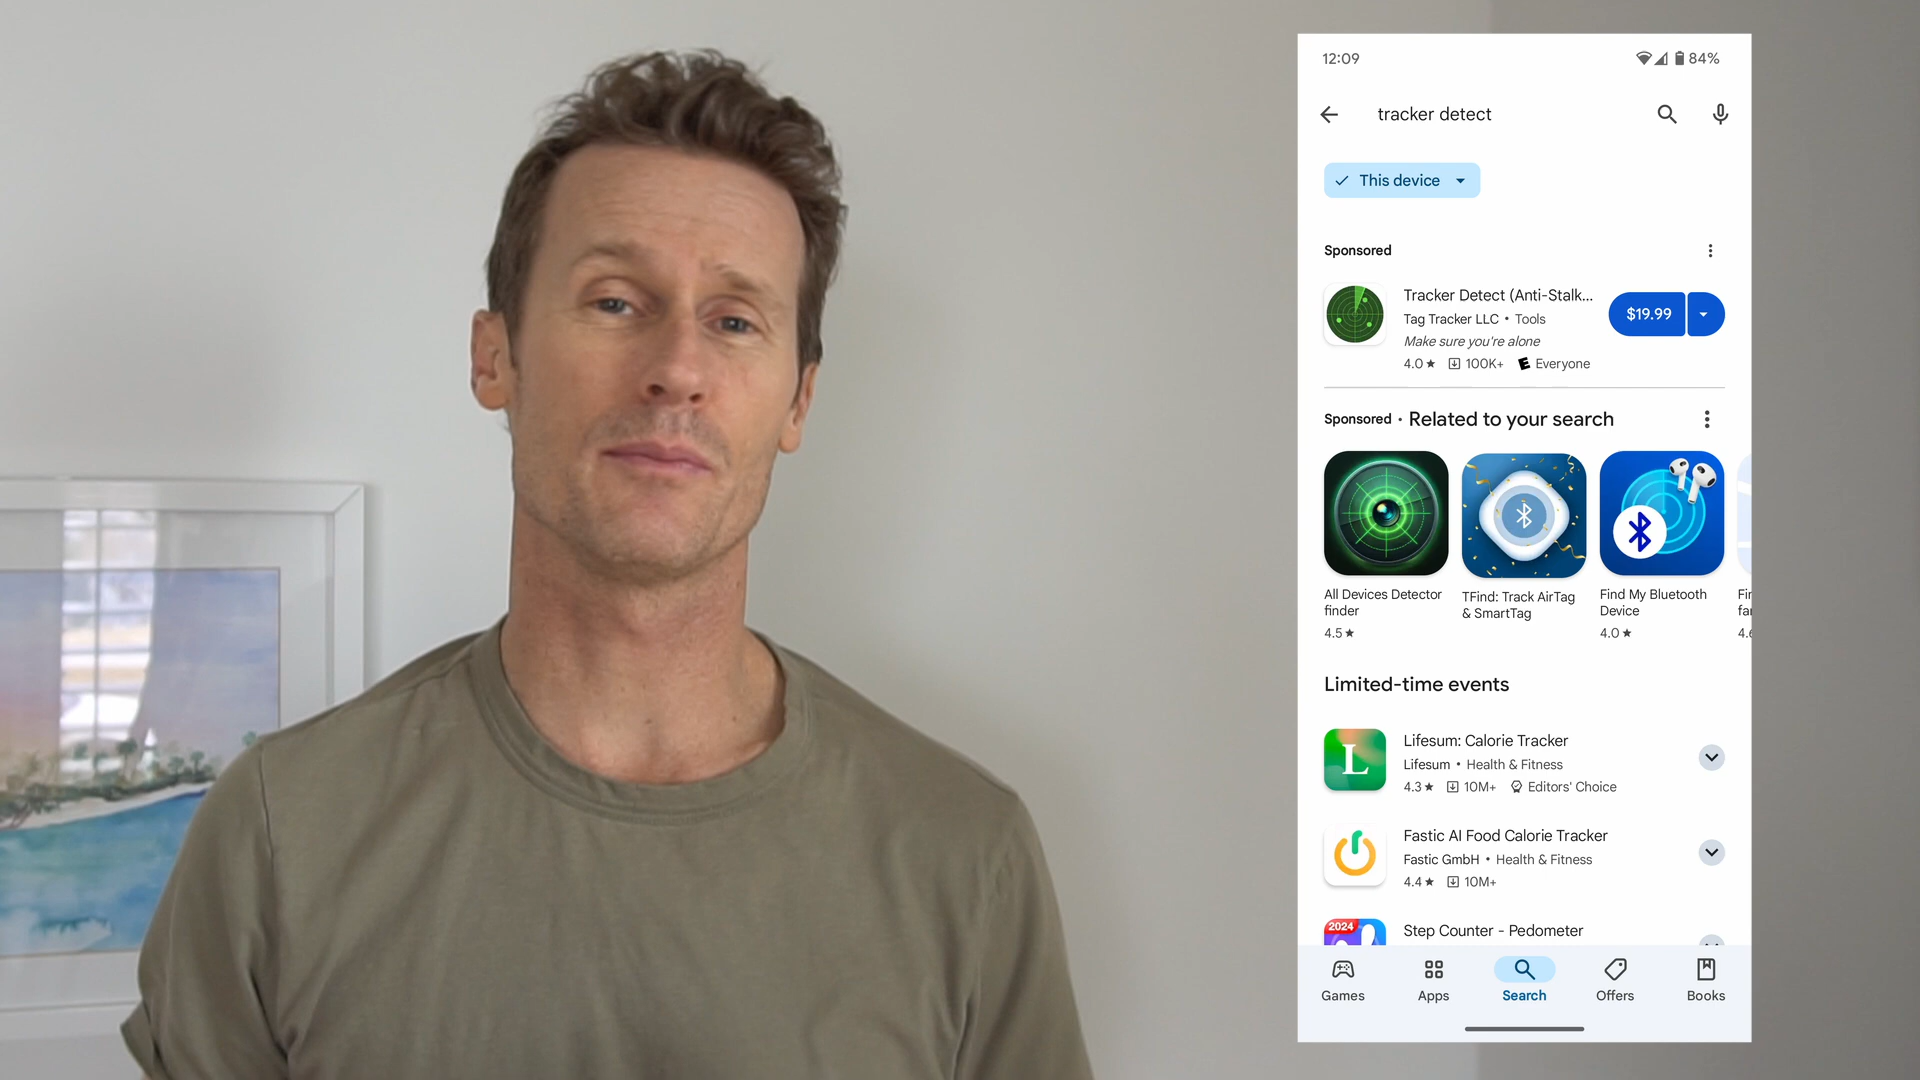 12:09
84%
tracker detect
This device
Sponsored
Tracker Detect (Anti-Stalk...
Tag Tracker LLC • Tools
Make sure you're alone
4.0★ 100K+ E Everyone
$19.99
Sponsored · Related to your search
All Devices Detector
finder
4.5★
TFind: Track AirTag
& SmartTag
Find My Bluetooth
Device
4.0★
Limited-time events
L
Lifesum: Calorie Tracker
Lifesum • Health & Fitness
4.3★ 10M+ Editors' Choice
Fastic AI Food Calorie Tracker
Fastic GmbH • Health & Fitness
4.4★ 10M+
2024
Step Counter - Pedometer
Games
Apps
Search
Offers
Books